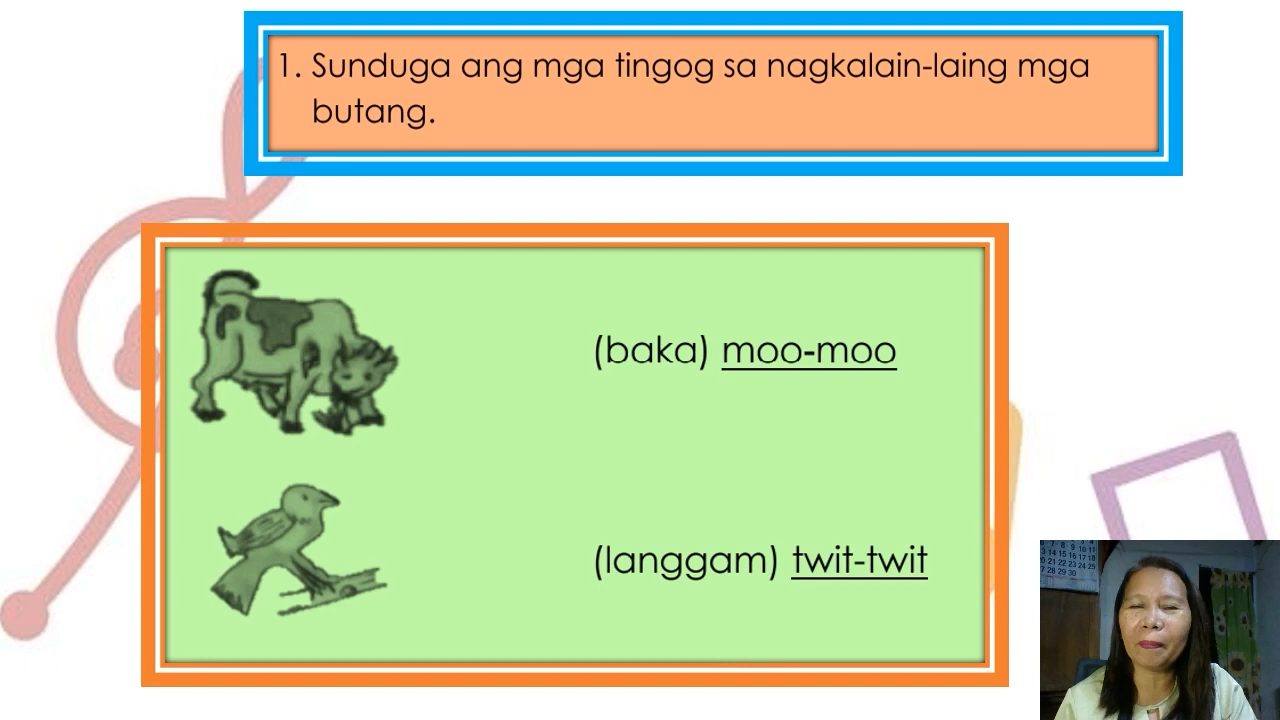 1. Sunduga ang mga tingog sa nagkalain-laing mga
butang.
(baka) moo-moo
(langgam) twit-twit